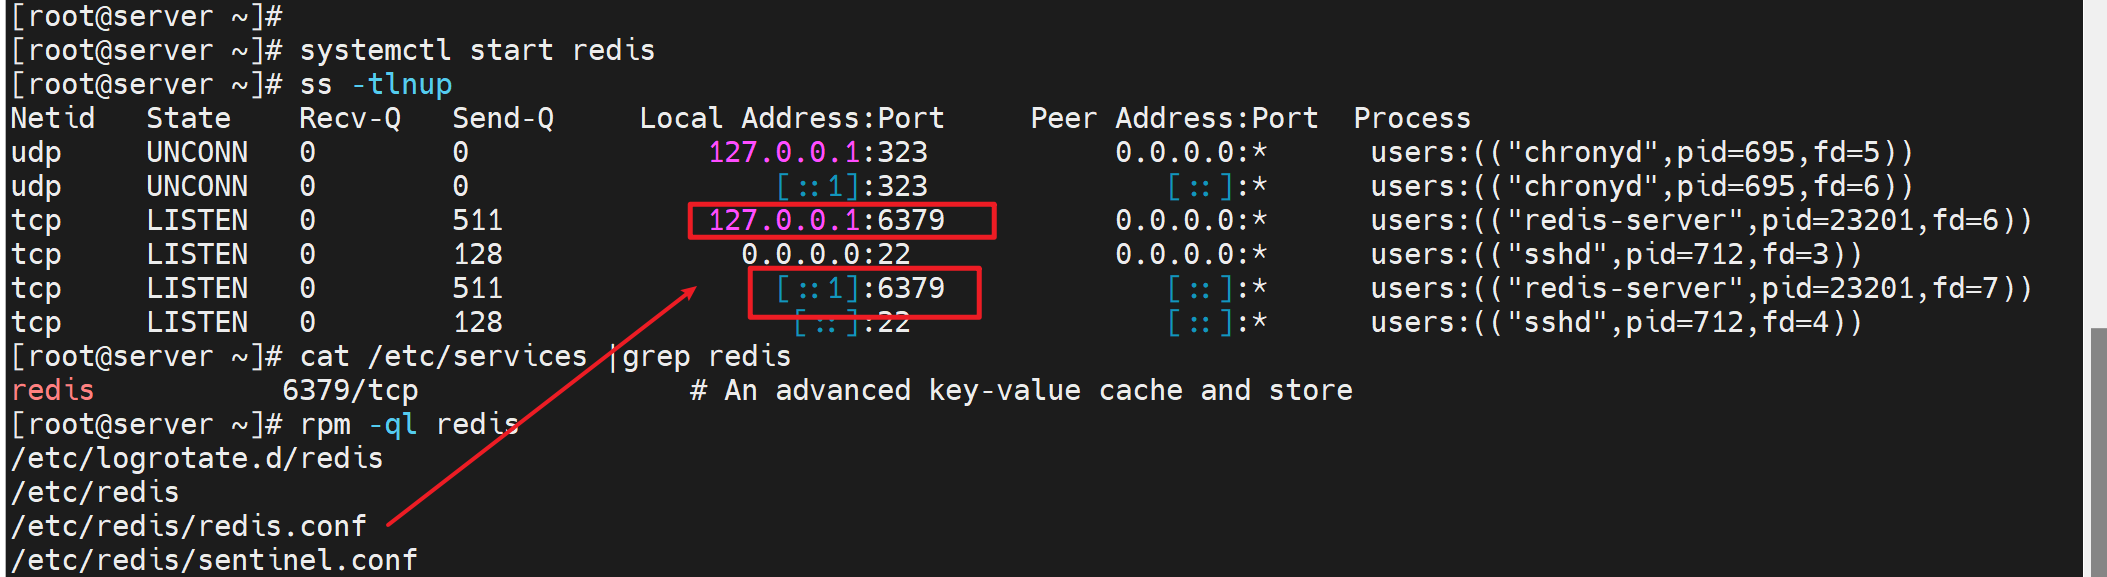 [root@server ~]#
[root@server ~]# systemctl start redis
[root@server ~]# ss -tlnup
Netid   State    Recv-Q   Send-Q     Local Address:Port     Peer Address:Port  Process
udp     UNCONN   0        0              127.0.0.1:323           0.0.0.0:*      users:(("chronyd",pid=695,fd=5))
udp     UNCONN   0        0                  [::1]:323              [::]:*      users:(("chronyd",pid=695,fd=6))
tcp     LISTEN   0        511            127.0.0.1:6379          0.0.0.0:*      users:(("redis-server",pid=23201,fd=6))
tcp     LISTEN   0        128              0.0.0.0:22            0.0.0.0:*      users:(("sshd",pid=712,fd=3))
tcp     LISTEN   0        511                [::1]:6379             [::]:*      users:(("redis-server",pid=23201,fd=7))
tcp     LISTEN   0        128                 [::]:22               [::]:*      users:(("sshd",pid=712,fd=4))
[root@server ~]# cat /etc/services |grep redis
redis           6379/tcp                # An advanced key-value cache and store
[root@server ~]# rpm -ql redis
/etc/logrotate.d/redis
/etc/redis
/etc/redis/redis.conf
/etc/redis/sentinel.conf